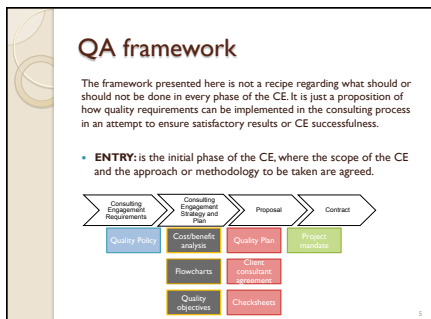 QA framework
The framework presented here is not a recipe regarding what should or
should not be done in every phase of the CE. It is just a proposition of
how quality requirements can be implemented in the consulting process
in an attempt to ensure satisfactory results or CE successfulness.
• ENTRY: is the initial phase of the CE, where the scope of the CE
and the approach or methodology to be taken are agreed.
Consulting
Engagement
Requirements
Consulting
Engagement
Strategy and
Plan
Proposal
Contract
Quality Policy
Cost/benefit
analysis
Quality Plan
Project
mandate
Flowcharts
Client
consultant
agreement
Quality
objectives
Checksheets
5